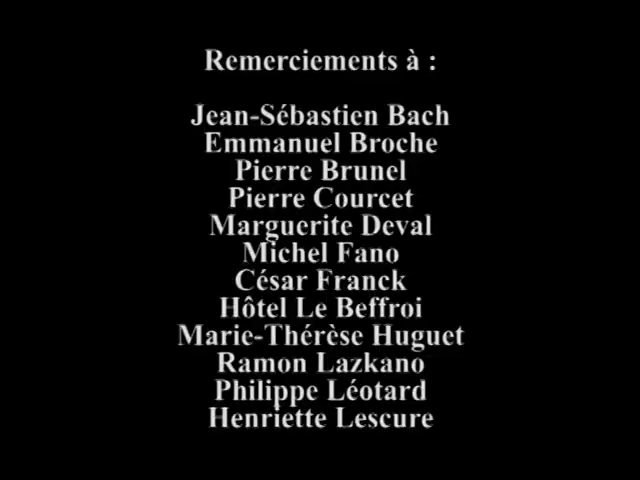 Remerciements à :
Jean-Sébastien Bach
Emmanuel Broche
Pierre Brunel
Pierre Courcet
Marguerite Deval
Michel Fano
César Franck
Hôtel Le Beffroi
Marie-Thérèse Huguet
Ramon Lazkano
Philippe Léotard
Henriette Lescure